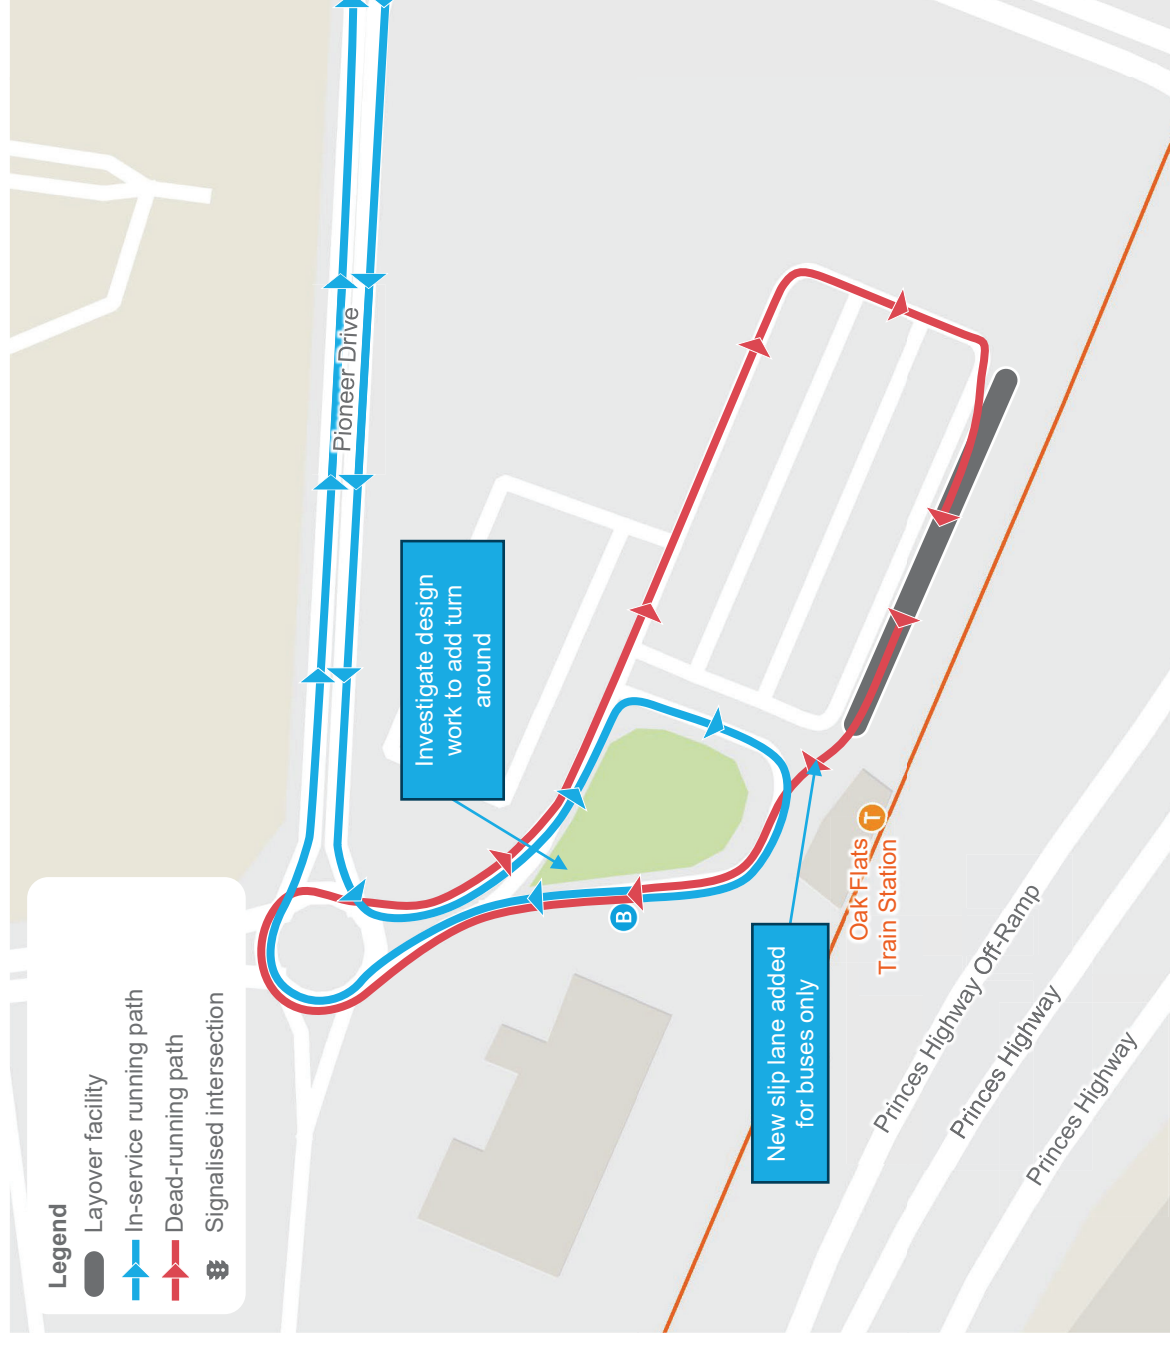 Legend
Layover facility
In-service running path
Dead-running path
Signalised intersection
Pioneer Drive
Investigate design
work to add turn
around
B
New slip lane added
for buses only
T
Oak Flats
Train Station
Princes Highway Off-Ramp
Princes Highway
Princes Highway